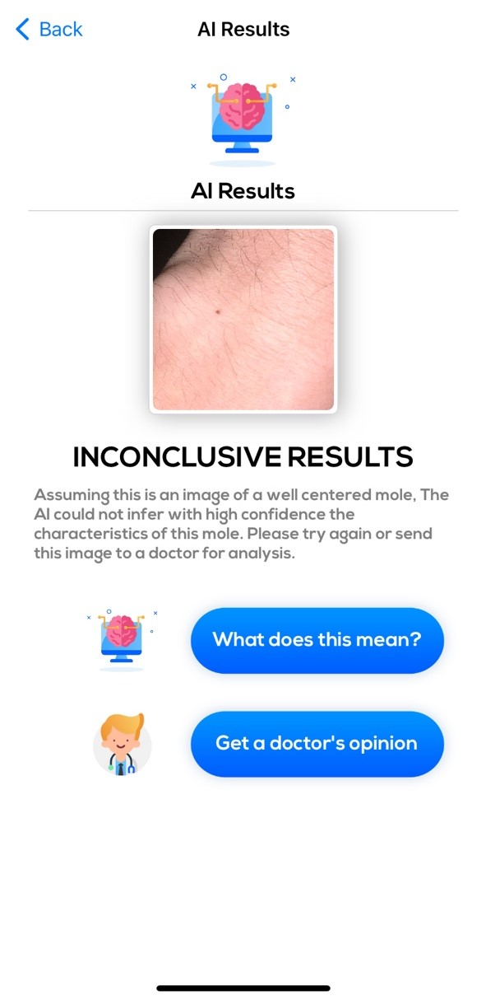 Back
AI Results
AI Results
INCONCLUSIVE RESULTS
Assuming this is an image of a well centered mole, The
AI could not infer with high confidence the
characteristics of this mole. Please try again or send
this image to a doctor for analysis.
What does this mean?
Get a doctor's opinion